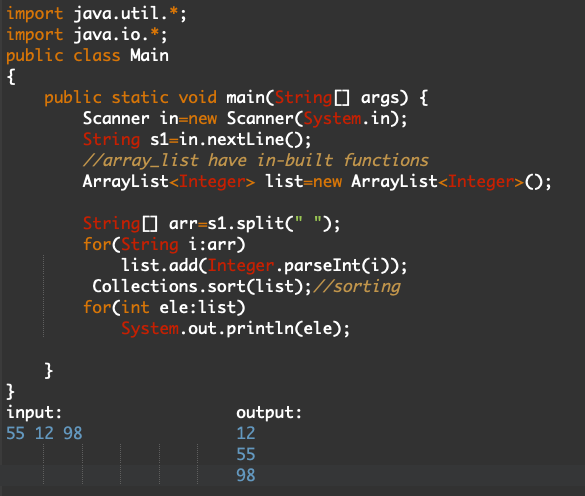 import java.util.*;
import java.io.*;
public class Main
{
    public static void main(String[] args) {
        Scanner in=new Scanner(System.in);
        String s1=in.nextLine();
        //array_list have in-built functions
        ArrayList<Integer> list=new ArrayList<Integer>();

        String[] arr=s1.split(" ");
        for(String i:arr)
            list.add(Integer.parseInt(i));
         Collections.sort(list);//sorting
        for(int ele:list)
            System.out.println(ele);

    }
}
input:                  output:
55 12 98                12
                        55
                        98